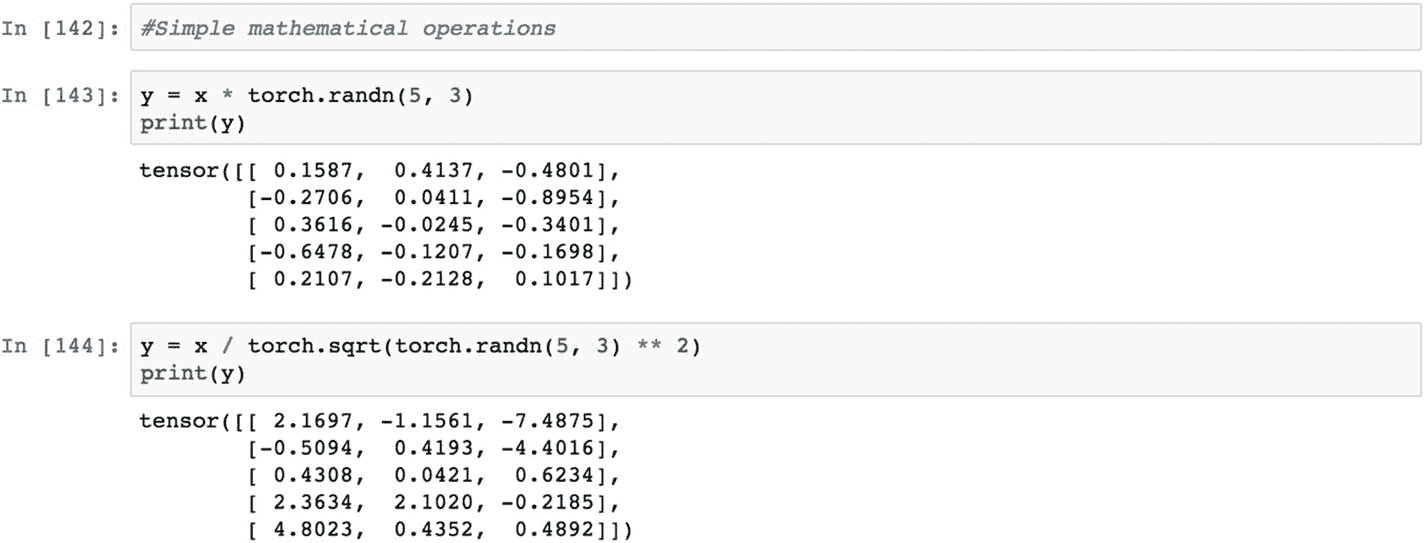 In [142]: #Simple mathematical operations
In [143]: y = x * torch.randn(5, 3)
print(y)
tensor([[ 0.1587,  0.4137, -0.4801],
        [-0.2706,  0.0411, -0.8954],
        [ 0.3616, -0.0245, -0.3401],
        [-0.6478, -0.1207, -0.1698],
        [ 0.2107, -0.2128,  0.1017]])
In [144]: y = x / torch.sqrt(torch.randn(5, 3) ** 2)
print(y)
tensor([[ 2.1697, -1.1561, -7.4875],
        [-0.5094,  0.4193, -4.4016],
        [ 0.4308,  0.0421,  0.6234],
        [ 2.3634,  2.1020, -0.2185],
        [ 4.8023,  0.4352,  0.4892]])